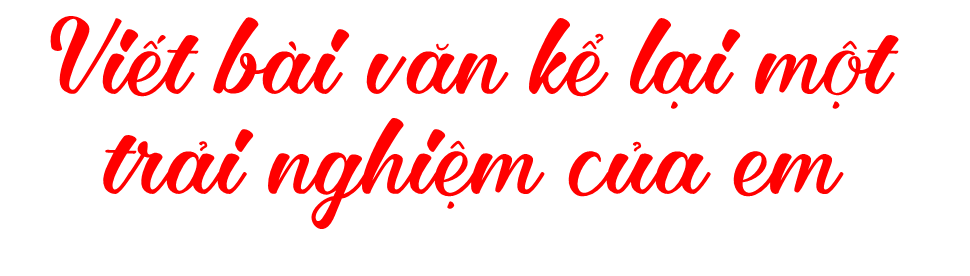 Viết bài văn kể lại một
trải nghiệm của em